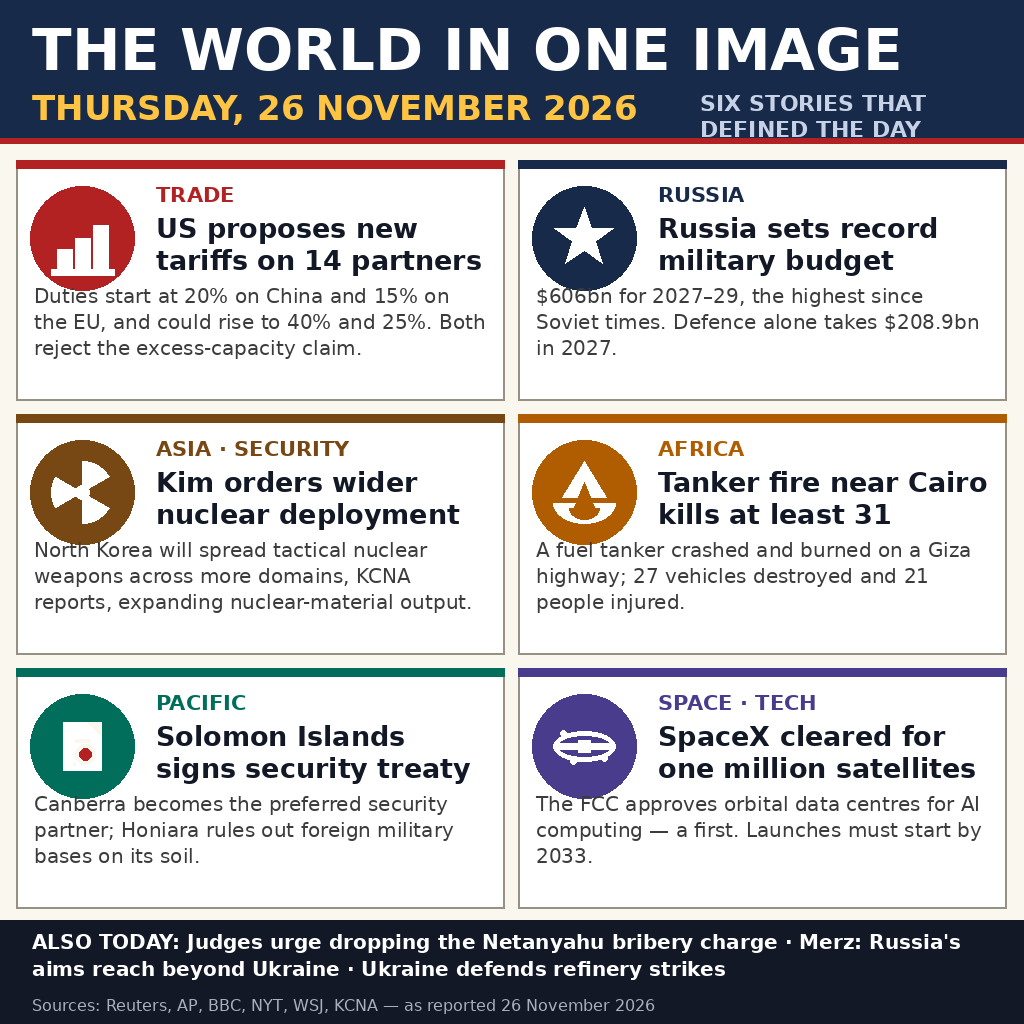 THE WORLD IN ONE IMAGE
THURSDAY, 26 NOVEMBER 2026
SIX STORIES THAT
DEFINED THE DAY
TRADE
US proposes new
tariffs on 14 partners
Duties start at 20% on China and 15% on
the EU, and could rise to 40% and 25%. Both
reject the excess-capacity claim.
RUSSIA
Russia sets record
military budget
$606bn for 2027–29, the highest since
Soviet times. Defence alone takes $208.9bn
in 2027.
ASIA · SECURITY
Kim orders wider
nuclear deployment
North Korea will spread tactical nuclear
weapons across more domains, KCNA
reports, expanding nuclear-material output.
AFRICA
Tanker fire near Cairo
kills at least 31
A fuel tanker crashed and burned on a Giza
highway; 27 vehicles destroyed and 21
people injured.
PACIFIC
Solomon Islands
signs security treaty
Canberra becomes the preferred security
partner; Honiara rules out foreign military
bases on its soil.
SPACE · TECH
SpaceX cleared for
one million satellites
The FCC approves orbital data centres for AI
computing — a first. Launches must start by
2033.
ALSO TODAY: Judges urge dropping the Netanyahu bribery charge · Merz: Russia's
aims reach beyond Ukraine · Ukraine defends refinery strikes
Sources: Reuters, AP, BBC, NYT, WSJ, KCNA — as reported 26 November 2026